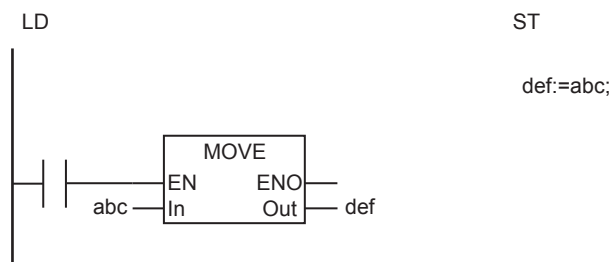 LD
ST
def:=abc;
MOVE
EN ENO
abc In Out def